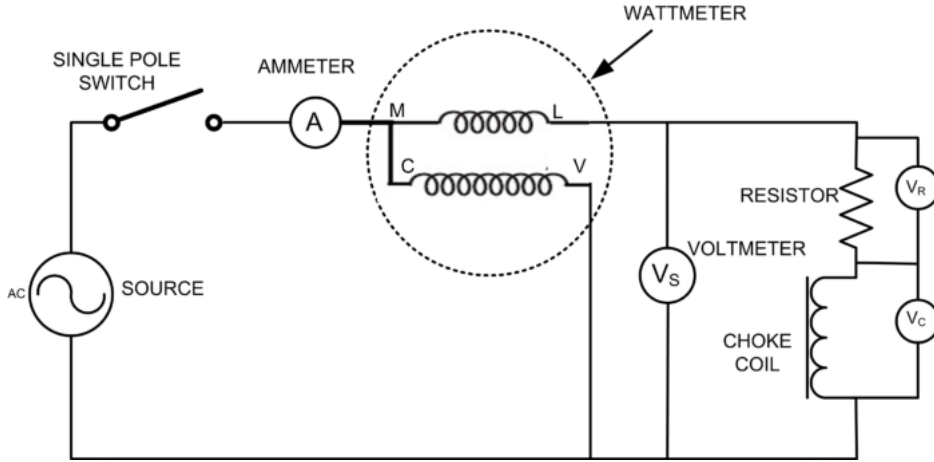 WATTMETER
SINGLE POLE
SWITCH
AMMETER
A
M
L
C
V
RESISTOR
VR
VOLTMETER
VS
AC
SOURCE
VC
CHOKE
COIL